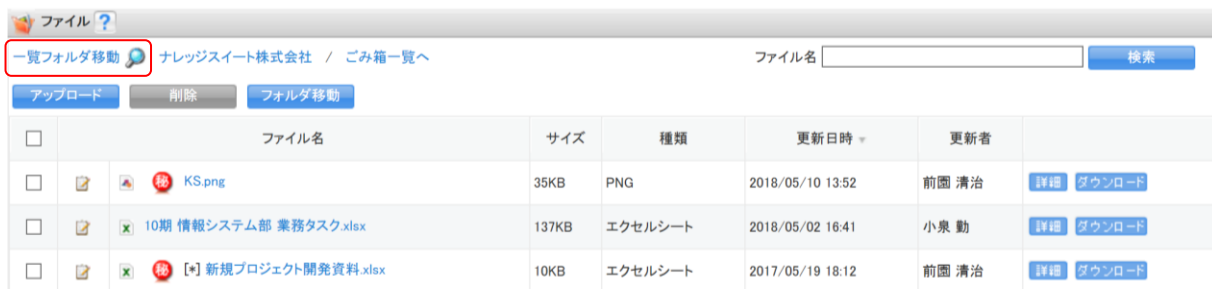 ファイル ?
一覧フォルダ移動 ナレッジスイート株式会社 / ごみ箱一覧へ ファイル名 検索
アップロード 削除 フォルダ移動
ファイル名 サイズ 種類 更新日時 更新者
秘 KS.png 35KB PNG 2018/05/10 13:52 前園 清治 詳細 ダウンロード
10期 情報システム部 業務タスク.xlsx 137KB エクセルシート 2018/05/02 16:41 小泉 勤 詳細 ダウンロード
秘 [*] 新規プロジェクト開発資料.xlsx 10KB エクセルシート 2017/05/19 18:12 前園 清治 詳細 ダウンロード